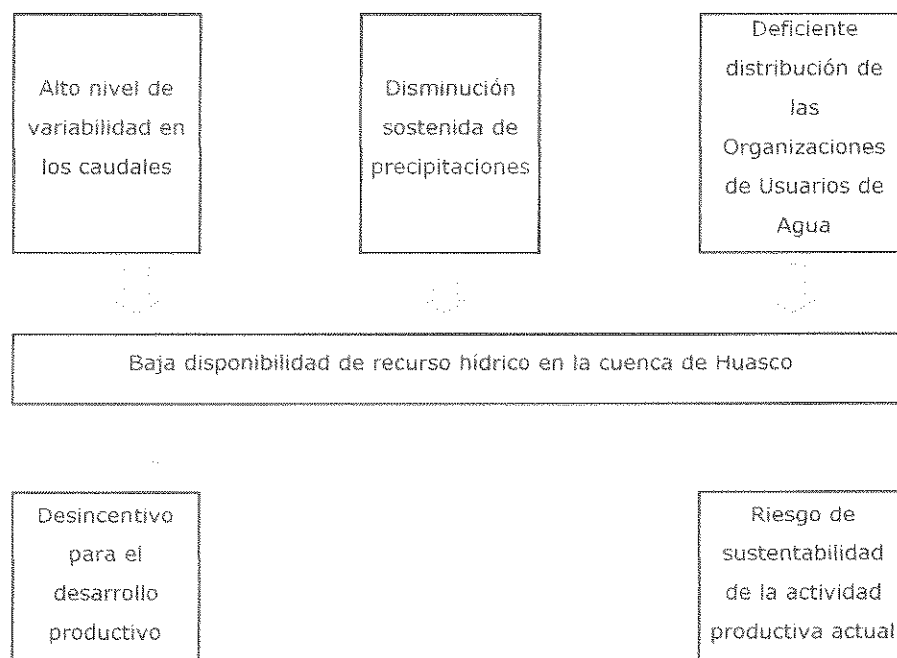 Alto nivel de
variabilidad en
los caudales
Disminución
sostenida de
precipitaciones
Deficiente
distribución de
las
Organizaciones
de Usuarios de
Agua
Baja disponibilidad de recurso hídrico en la cuenca de Huasco
Desincentivo
para el
desarrollo
productivo
Riesgo de
sustentabilidad
de la actividad
productiva actual